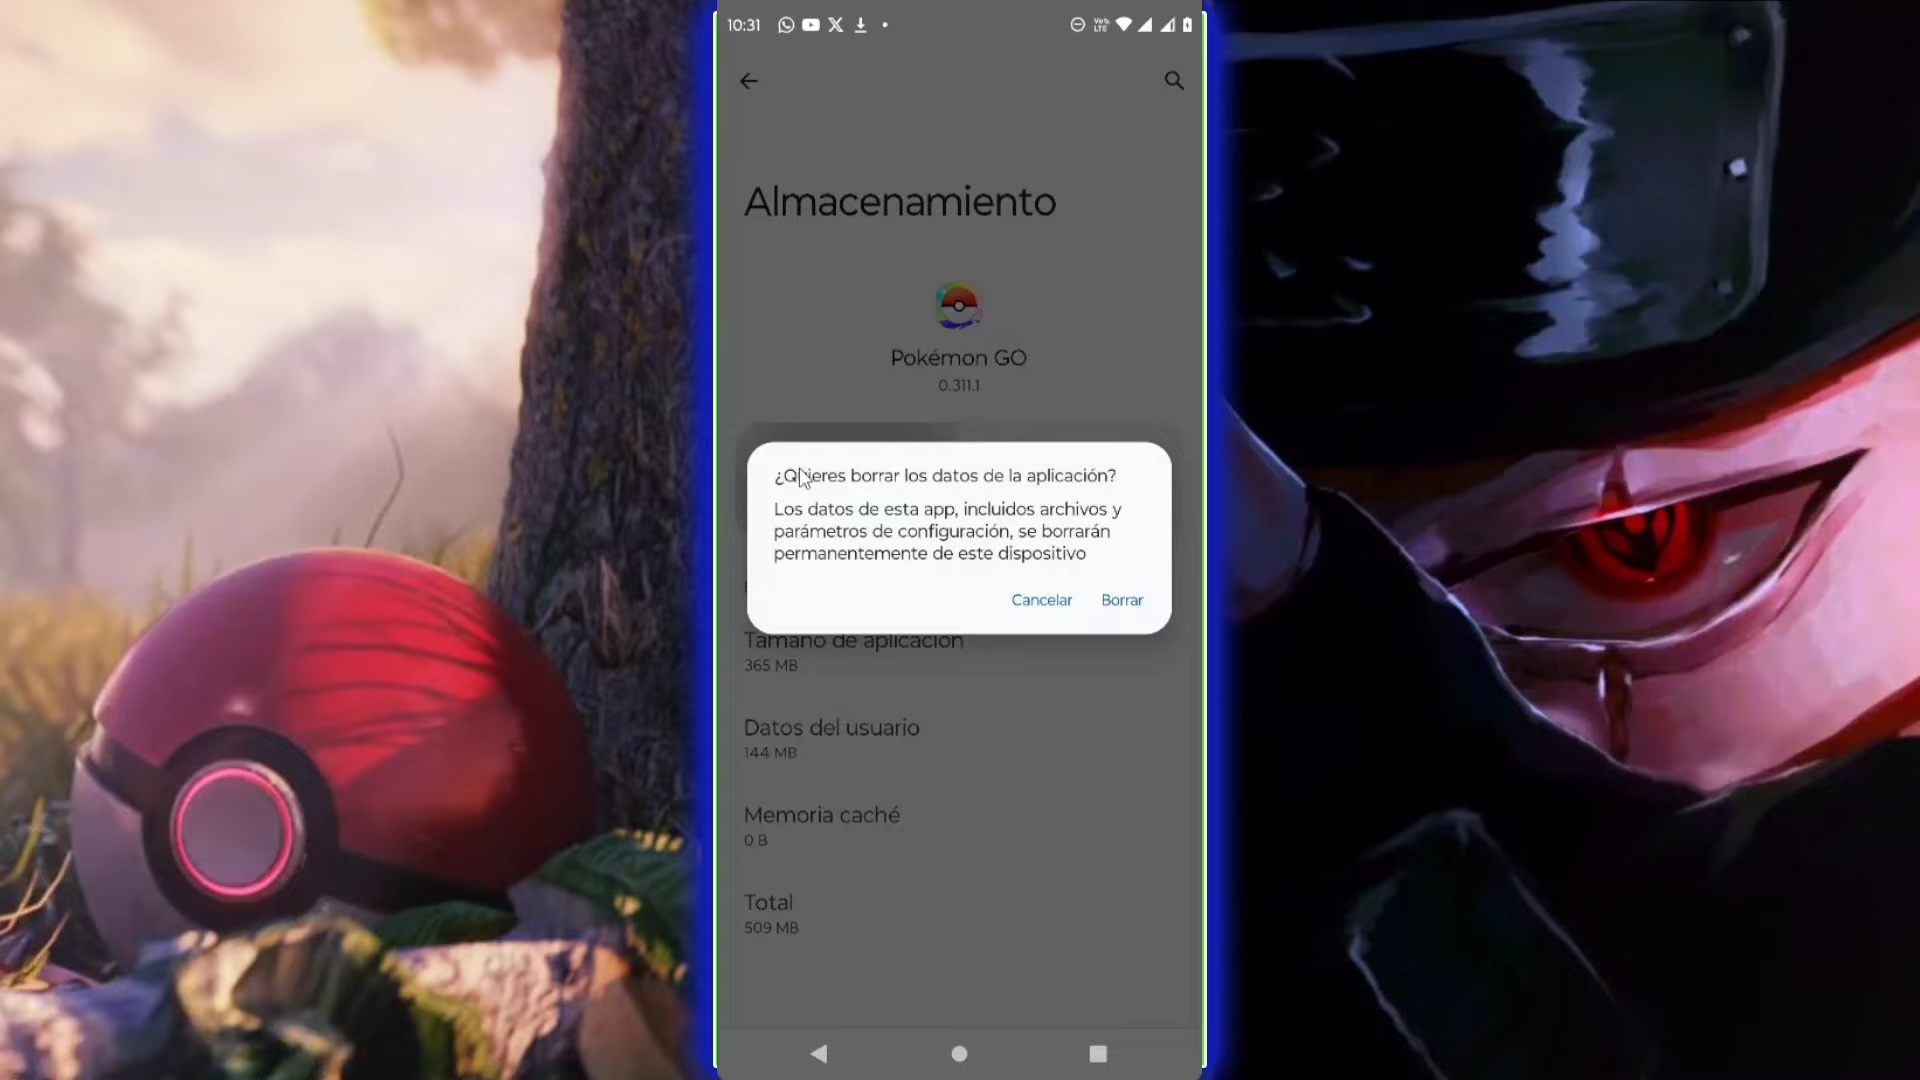 10:31
Vo
LTE
Almacenamiento
Pokémon GO
0.311.1
¿Quieres borrar los datos de la aplicación?
Los datos de esta app, incluidos archivos y
parámetros de configuración, se borrarán
permanentemente de este dispositivo
Cancelar Borrar
Tamaño de aplicación
365 MB
Datos del usuario
144 MB
Memoria caché
0 B
Total
509 MB